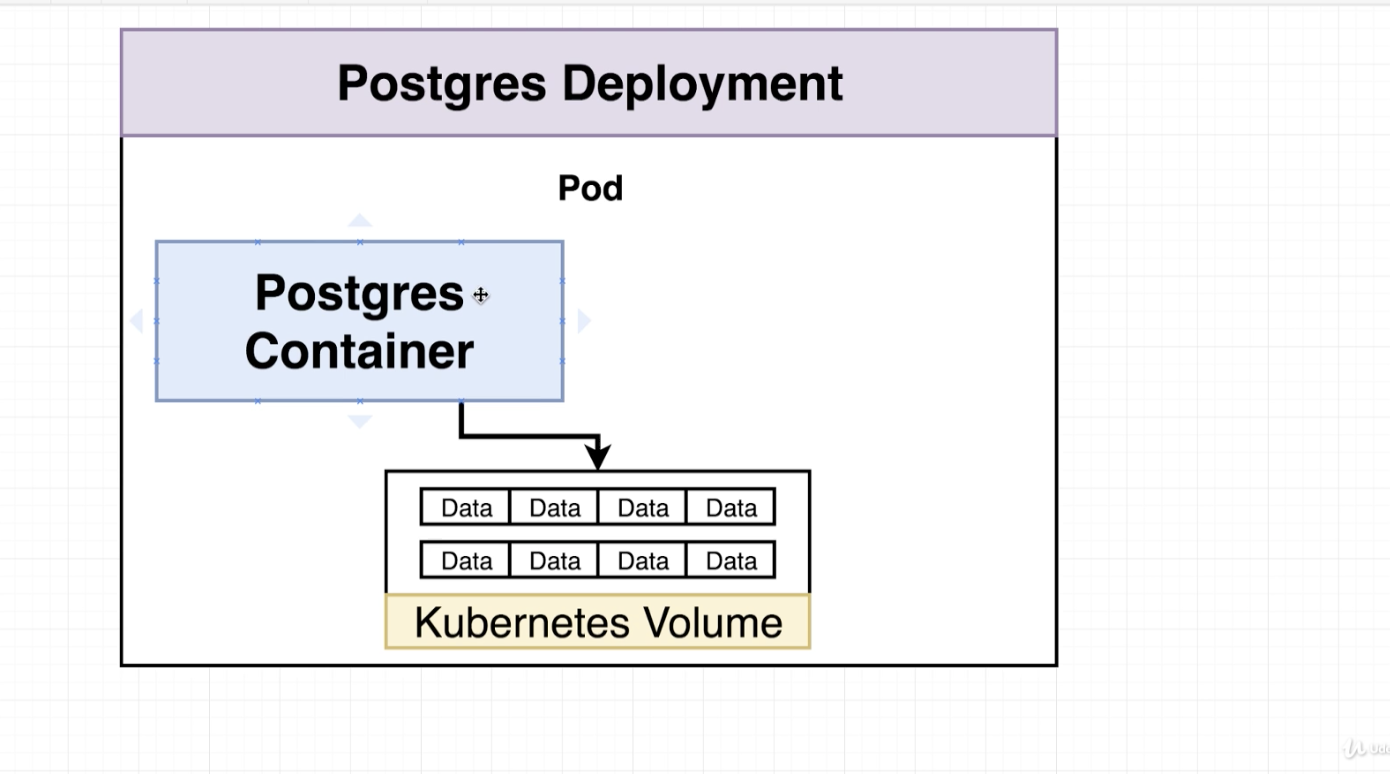 Postgres Deployment
Pod
Postgres
Container
Data Data Data Data
Data Data Data Data
Kubernetes Volume